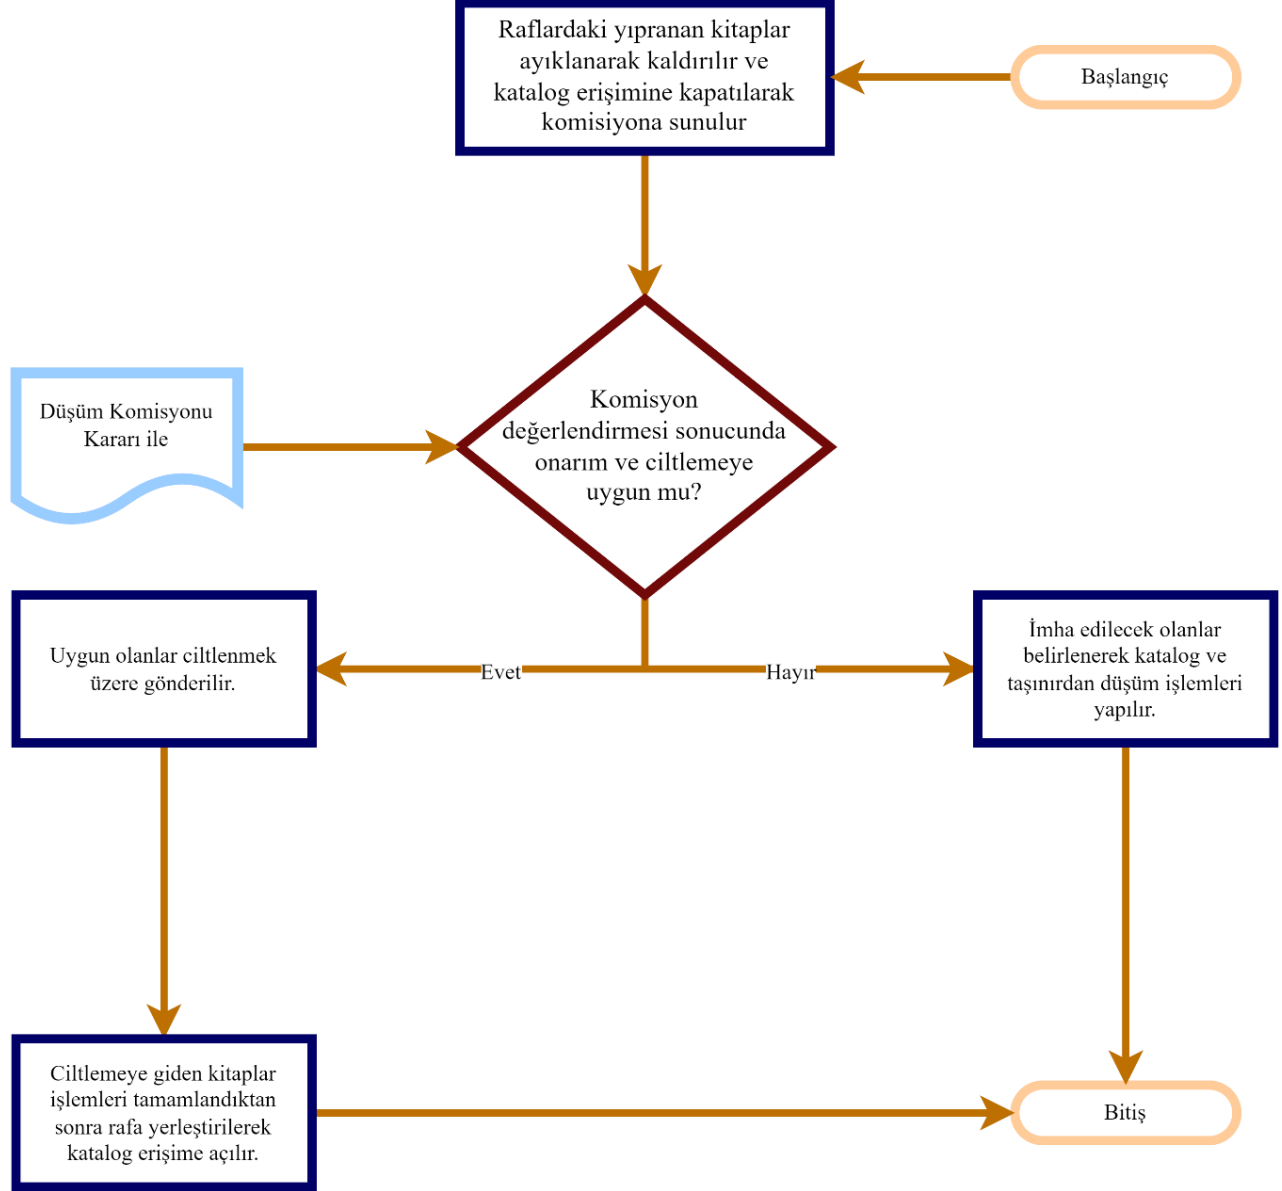 Raflardaki yıpranan kitaplar
ayıklanarak kaldırılır ve
katalog erişimine kapatılarak
komisiyona sunulur
Başlangıç
Düşüm Komisyonu
Kararı ile
Komisyon
değerlendirmesi sonucunda
onarım ve ciltlemeye
uygun mu?
Uygun olanlar ciltlenmek
üzere gönderilir.
Evet
Hayır
İmha edilecek olanlar
belirlenerek katalog ve
taşınırdan düşüm işlemleri
yapılır.
Ciltlemeye giden kitaplar
işlemleri tamamlandıktan
sonra rafa yerleştirilerek
katalog erişime açılır.
Bitiş